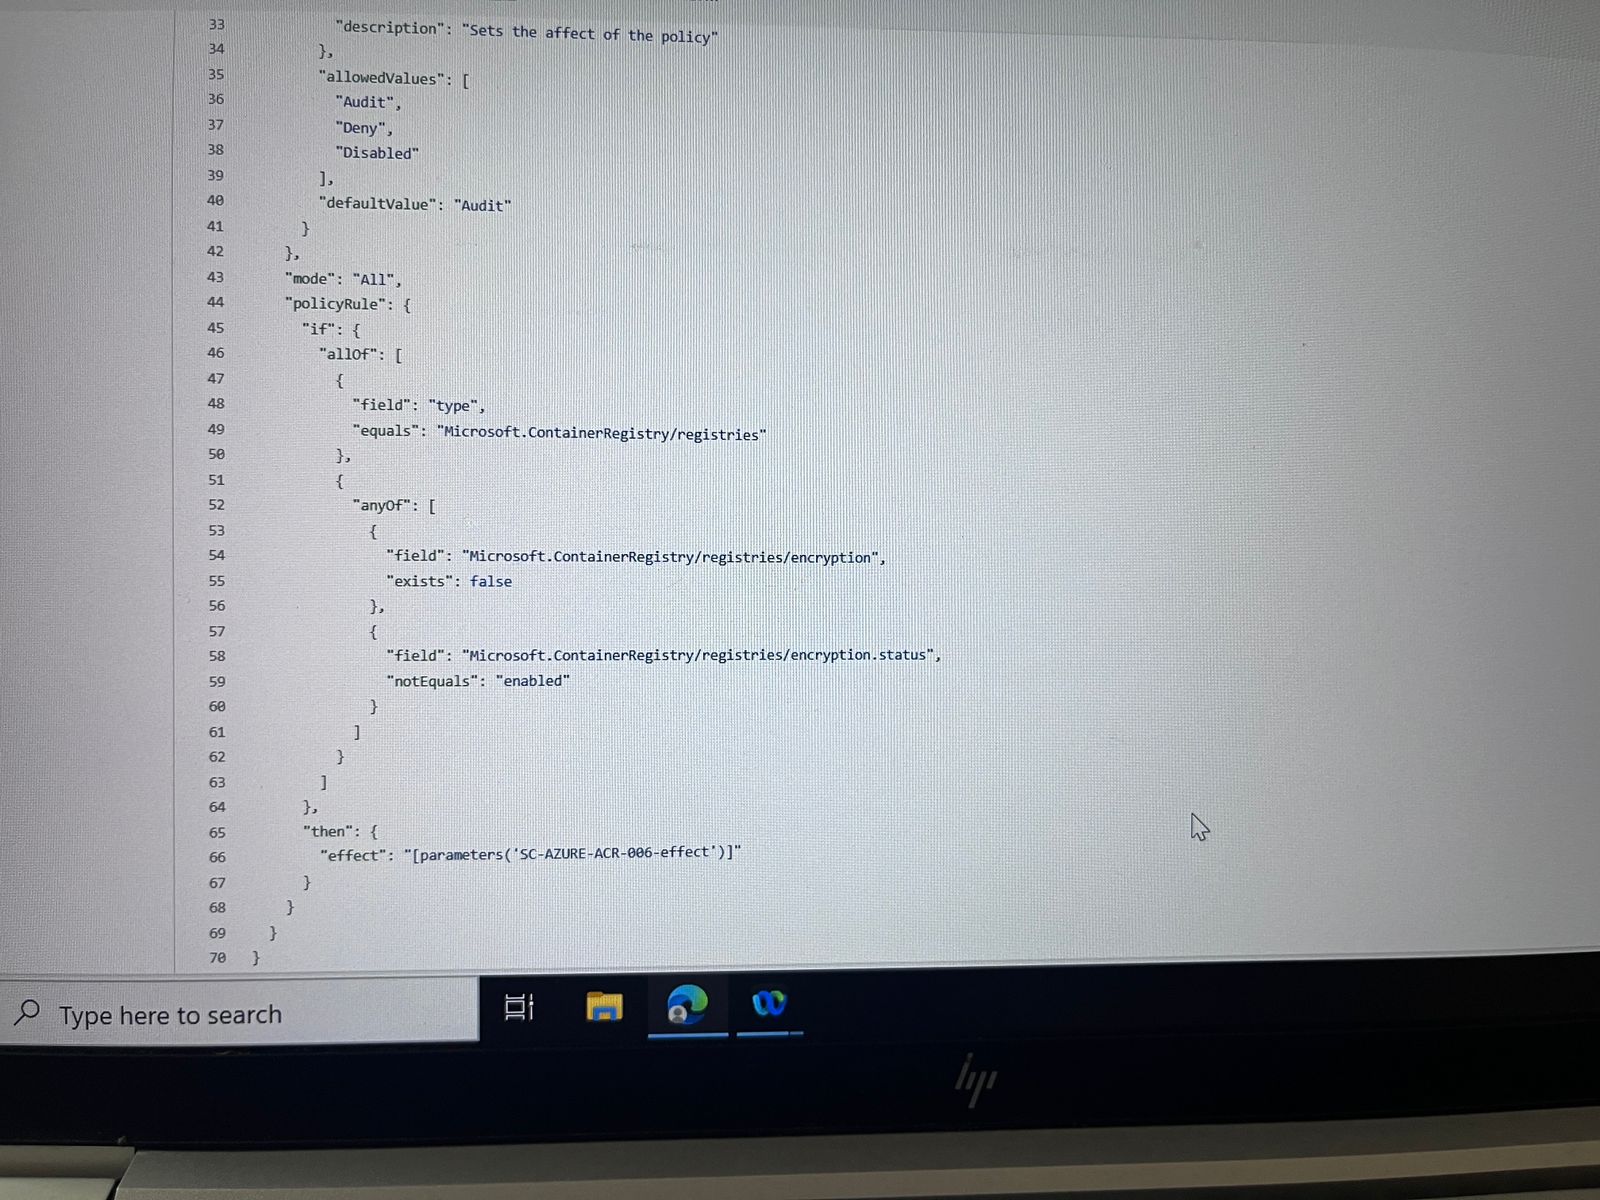 33 "description": "Sets the affect of the policy"
34 },
35 "allowedValues": [
36 "Audit",
37 "Deny",
38 "Disabled"
39 ],
40 "defaultValue": "Audit"
41 }
42 },
43 "mode": "All",
44 "policyRule": {
45 "if": {
46 "allOf": [
47 {
48 "field": "type",
49 "equals": "Microsoft.ContainerRegistry/registries"
50 },
51 {
52 "anyOf": [
53 {
54 "field": "Microsoft.ContainerRegistry/registries/encryption",
55 "exists": false
56 },
57 {
58 "field": "Microsoft.ContainerRegistry/registries/encryption.status",
59 "notEquals": "enabled"
60 }
61 ]
62 }
63 ]
64 },
65 "then": {
66 "effect": "[parameters('SC-AZURE-ACR-006-effect')]"
67 }
68 }
69 }
70 }
Type here to search
hp